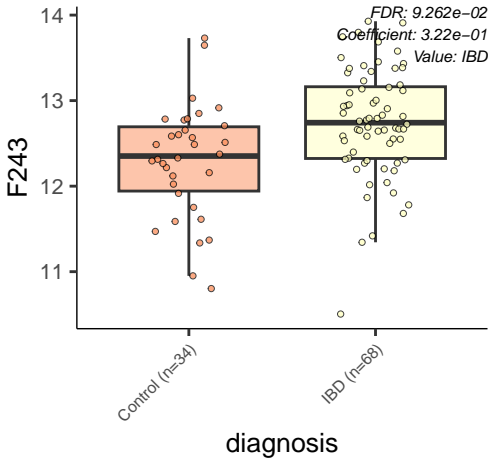 FDR: 9.262e−02
Coefficient: 3.22e−01
Value: IBD
14
13
12
11
F243
Control (n=34)
IBD (n=68)
diagnosis